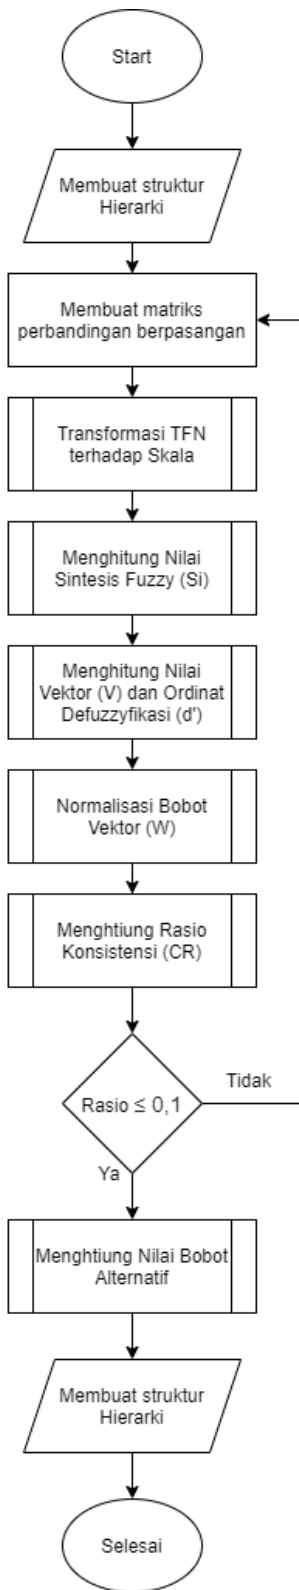 Start
Membuat struktur
Hierarki
Membuat matriks
perbandingan berpasangan
Transformasi TFN
terhadap Skala
Menghitung Nilai
Sintesis Fuzzy (Si)
Menghitung Nilai
Vektor (V) dan Ordinat
Defuzzyfikasi (d')
Normalisasi Bobot
Vektor (W)
Menghtiung Rasio
Konsistensi (CR)
Rasio ≤ 0,1
Tidak
Ya
Menghtiung Nilai Bobot
Alternatif
Membuat struktur
Hierarki
Selesai